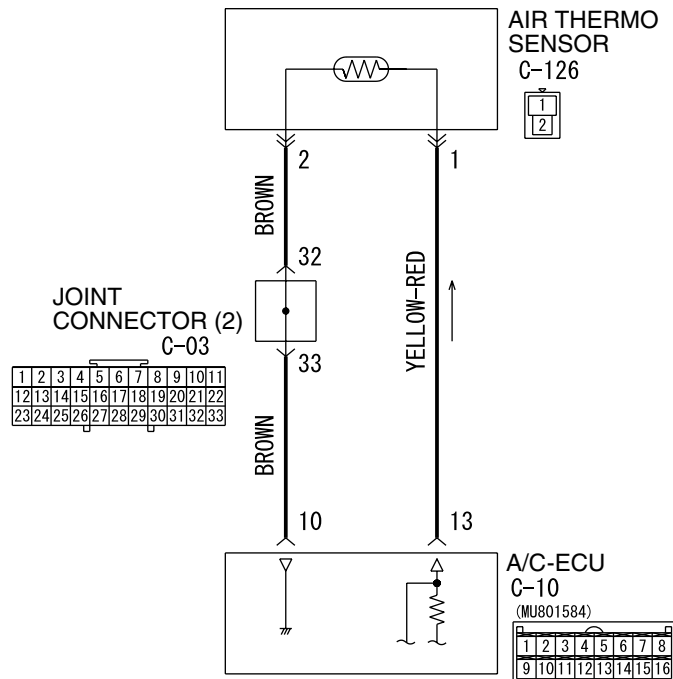 AIR THERMO
SENSOR
C-126
1
2
2
1
BROWN
32
YELLOW-RED
JOINT
CONNECTOR (2)
C-03
33
1 2 3 4 5 6 7 8 9 10 11
12 13 14 15 16 17 18 19 20 21 22
23 24 25 26 27 28 29 30 31 32 33
BROWN
10
13
A/C-ECU
C-10
(MU801584)
1 2 3 4 5 6 7 8
9 10 11 12 13 14 15 16